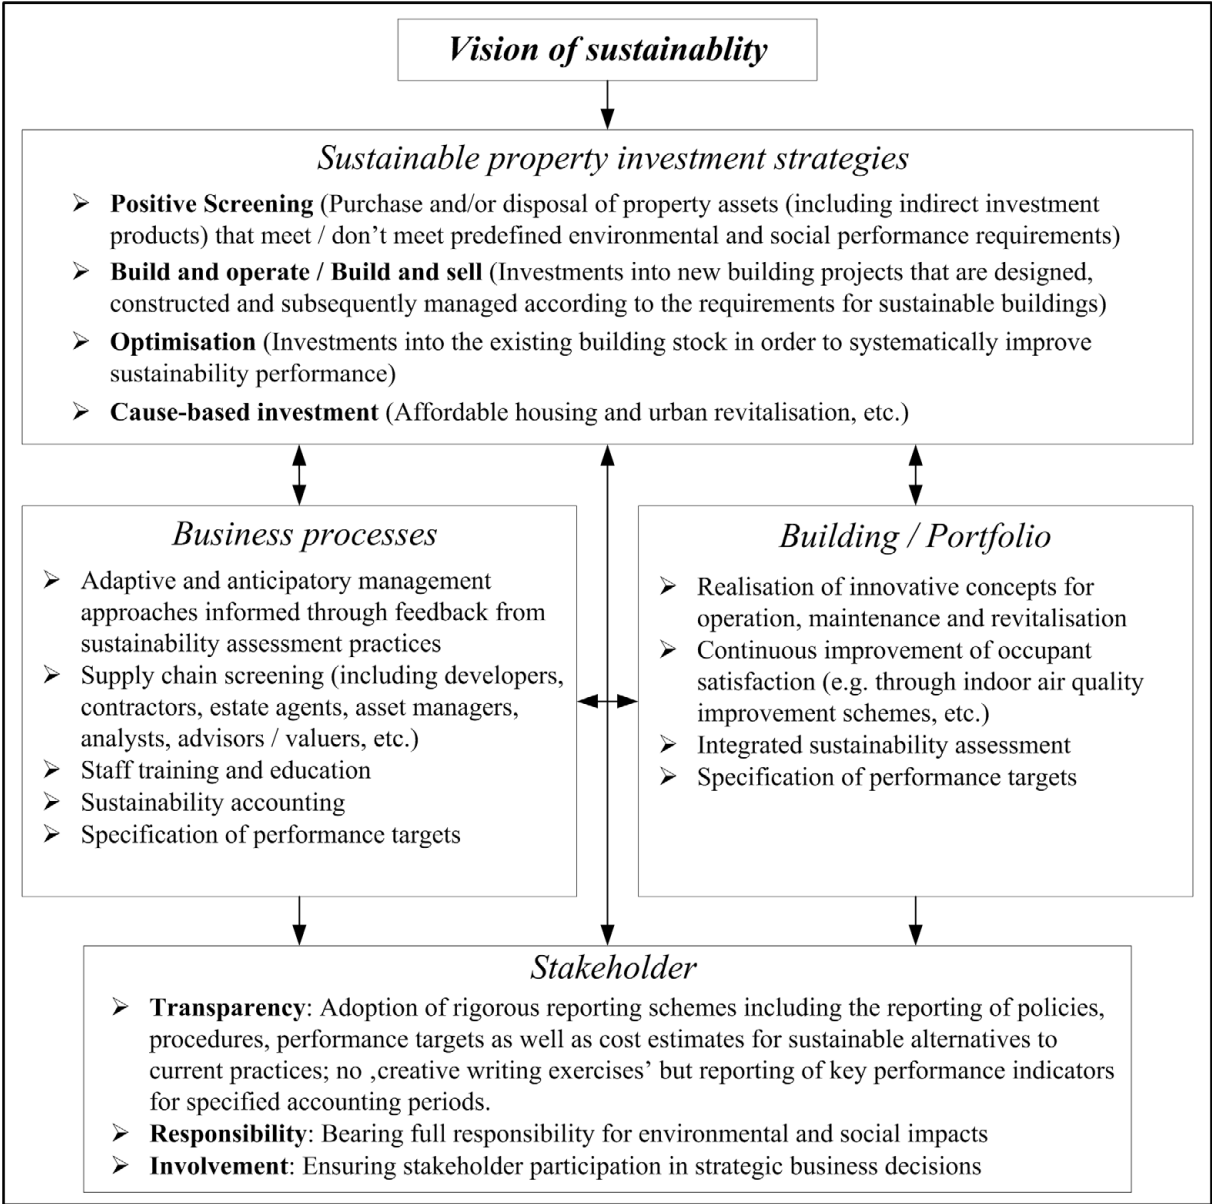 Vision of sustainablity
Sustainable property investment strategies
➢ Positive Screening (Purchase and/or disposal of property assets (including indirect investment
products) that meet / don’t meet predefined environmental and social performance requirements)
➢ Build and operate / Build and sell (Investments into new building projects that are designed,
constructed and subsequently managed according to the requirements for sustainable buildings)
➢ Optimisation (Investments into the existing building stock in order to systematically improve
sustainability performance)
➢ Cause-based investment (Affordable housing and urban revitalisation, etc.)
Business processes
➢ Adaptive and anticipatory management
approaches informed through feedback from
sustainability assessment practices
➢ Supply chain screening (including developers,
contractors, estate agents, asset managers,
analysts, advisors / valuers, etc.)
➢ Staff training and education
➢ Sustainability accounting
➢ Specification of performance targets
Building / Portfolio
➢ Realisation of innovative concepts for
operation, maintenance and revitalisation
➢ Continuous improvement of occupant
satisfaction (e.g. through indoor air quality
improvement schemes, etc.)
➢ Integrated sustainability assessment
➢ Specification of performance targets
Stakeholder
➢ Transparency: Adoption of rigorous reporting schemes including the reporting of policies,
procedures, performance targets as well as cost estimates for sustainable alternatives to
current practices; no ‚creative writing exercises’ but reporting of key performance indicators
for specified accounting periods.
➢ Responsibility: Bearing full responsibility for environmental and social impacts
➢ Involvement: Ensuring stakeholder participation in strategic business decisions